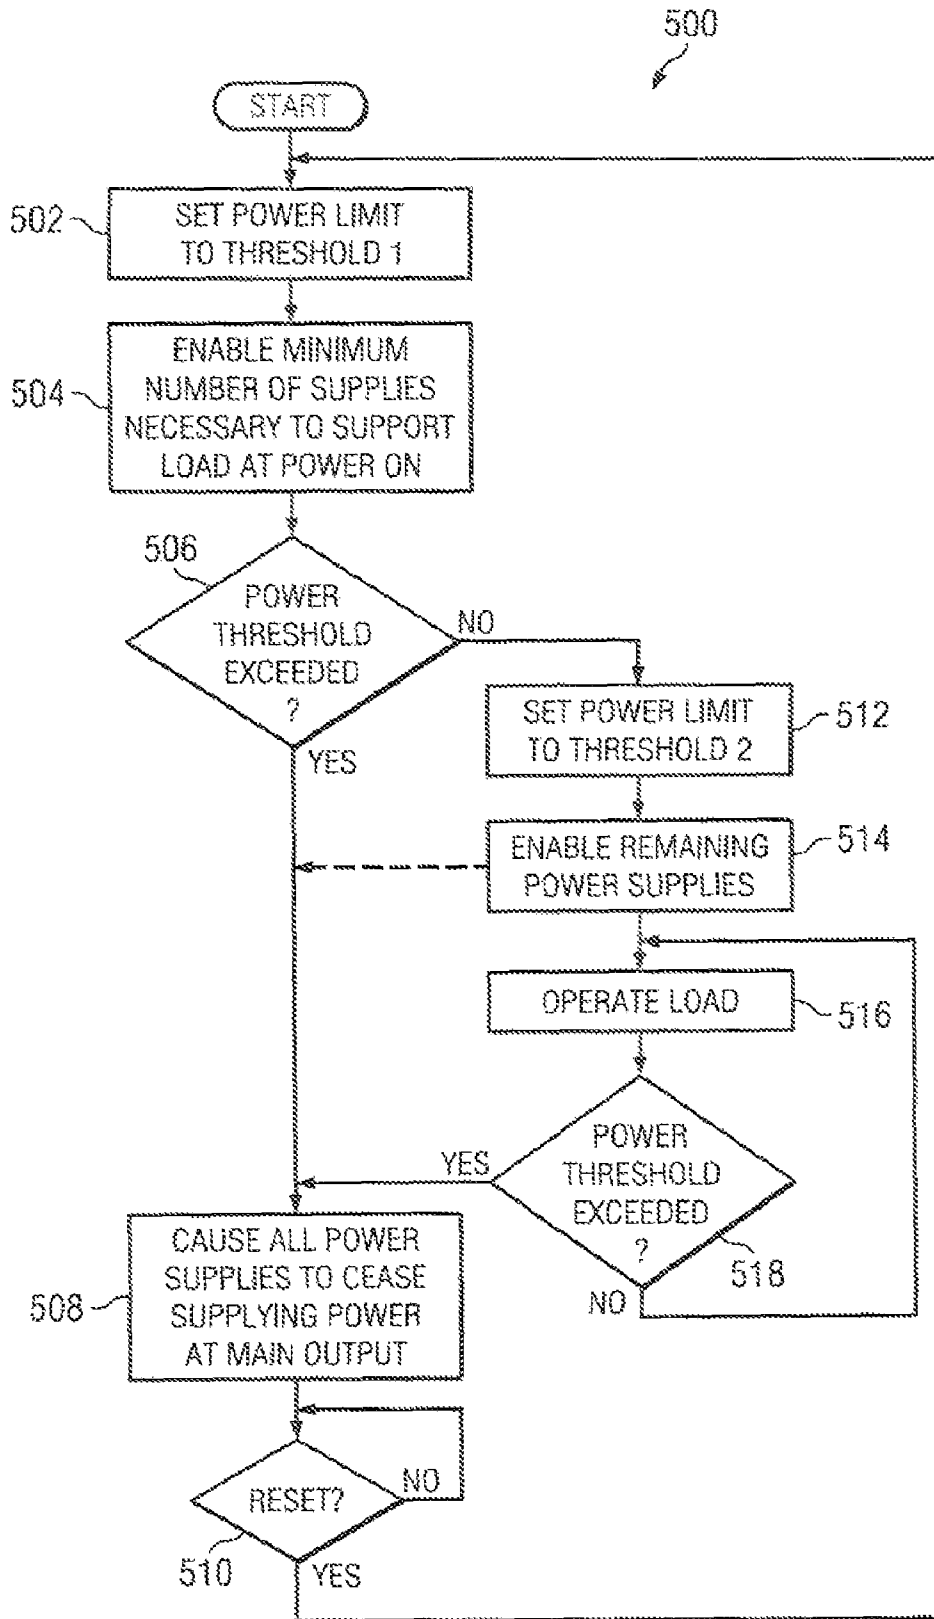 500
START
502
SET POWER LIMIT
TO THRESHOLD 1
504
ENABLE MINIMUM
NUMBER OF SUPPLIES
NECESSARY TO SUPPORT
LOAD AT POWER ON
506
POWER
THRESHOLD
EXCEEDED
?
NO
YES
SET POWER LIMIT
TO THRESHOLD 2
512
ENABLE REMAINING
POWER SUPPLIES
514
OPERATE LOAD
516
POWER
THRESHOLD
EXCEEDED
?
YES
518
NO
508
CAUSE ALL POWER
SUPPLIES TO CEASE
SUPPLYING POWER
AT MAIN OUTPUT
RESET?
NO
510
YES